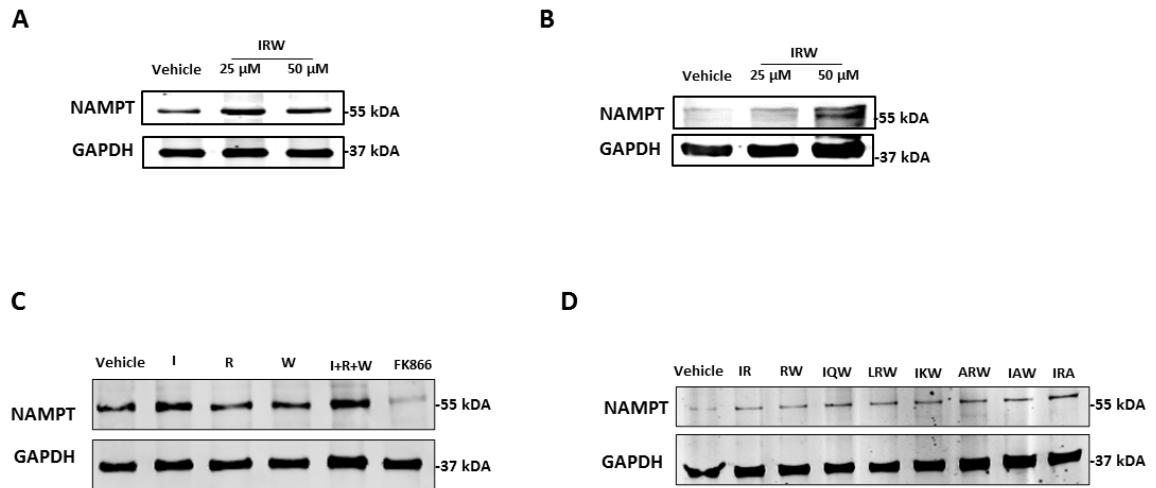 A
IRW
Vehicle 25 µM 50 µM
NAMPT -55 kDA
GAPDH -37 kDA
B
IRW
Vehicle 25 µM 50 µM
NAMPT -55 kDA
GAPDH -37 kDA
C
Vehicle I R W I+R+W FK866
NAMPT -55 kDA
GAPDH -37 kDA
D
Vehicle IR RW IQW LRW IKW ARW IAW IRA
NAMPT -55 kDA
GAPDH -37 kDA